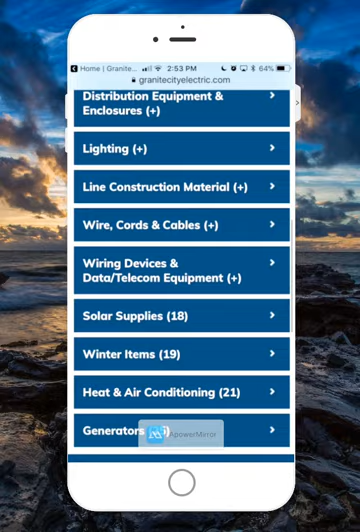 Home | Granite... 2:53 PM 64%
granitecityelectric.com
Distribution Equipment &
Enclosures (+)
Lighting (+)
Line Construction Material (+)
Wire, Cords & Cables (+)
Wiring Devices &
Data/Telecom Equipment (+)
Solar Supplies (18)
Winter Items (19)
Heat & Air Conditioning (21)
Generators
ApowerMirror